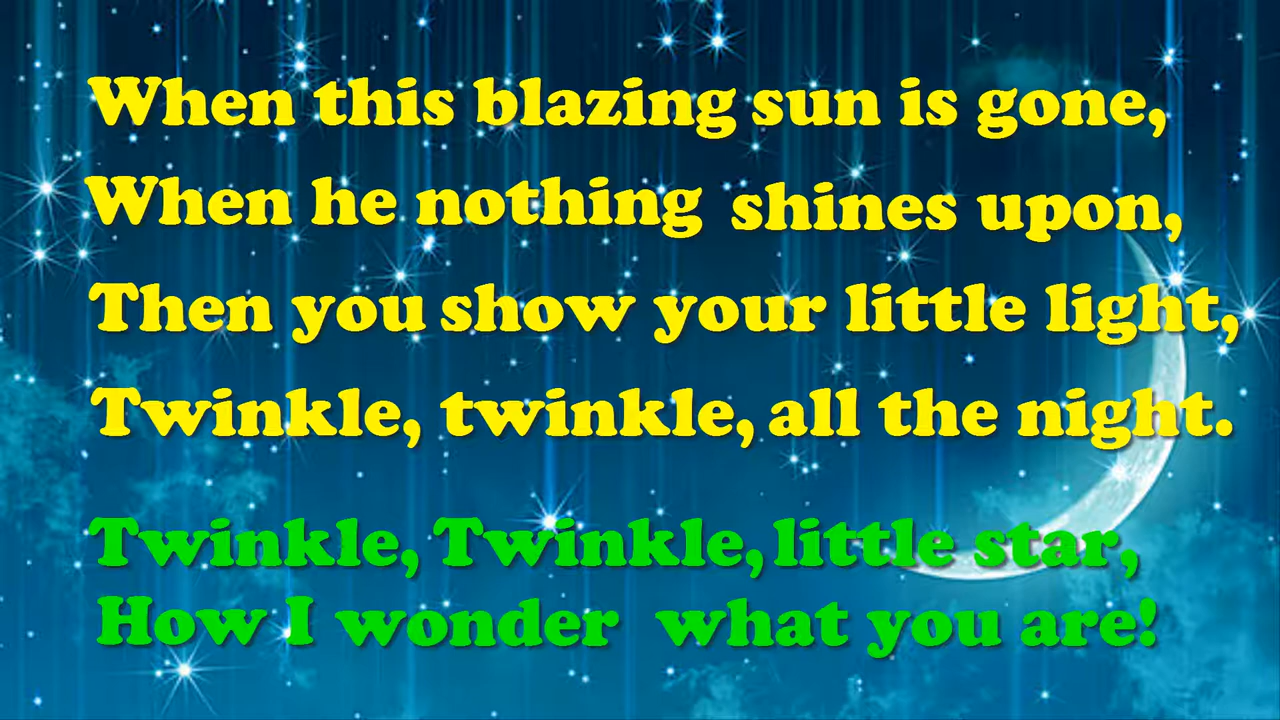 When this blazing sun is gone,
When he nothing shines upon,
Then you show your little light,
Twinkle, twinkle, all the night.
Twinkle, Twinkle, little star,
How I wonder what you are!